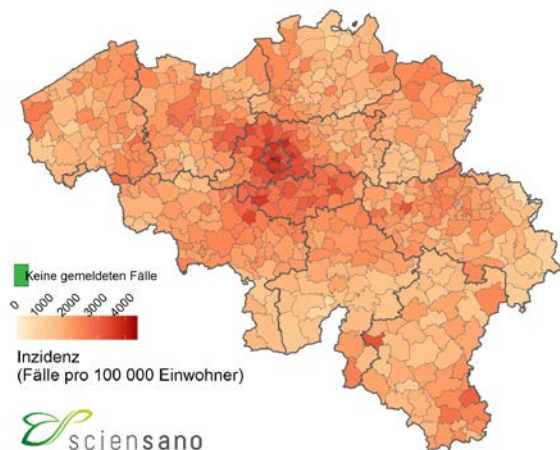 Keine gemeldeten Fälle
0 1000 2000 3000 4000
Inzidenz
(Fälle pro 100 000 Einwohner)
sciensano